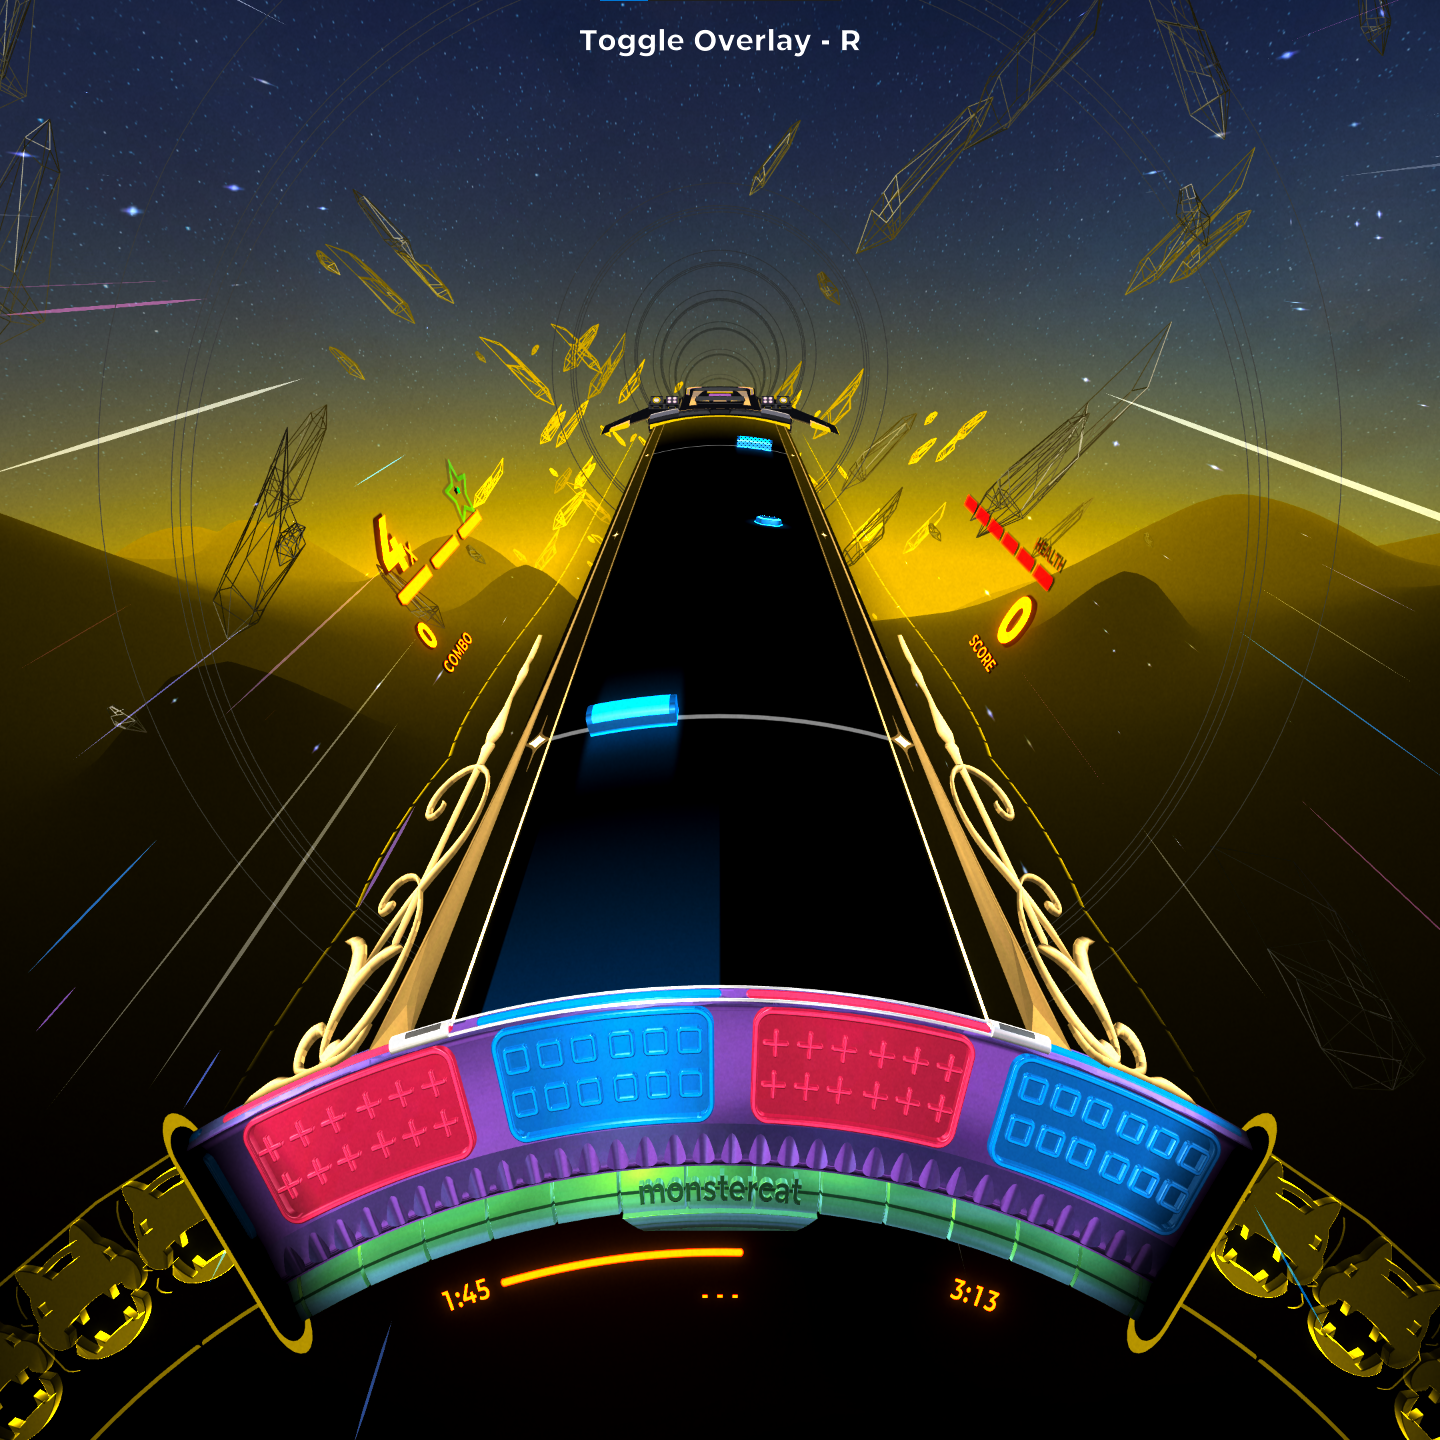 Toggle Overlay - R
4x
0
COMBO
HEALTH
0
SCORE
monstercat
1:45
---
3:13